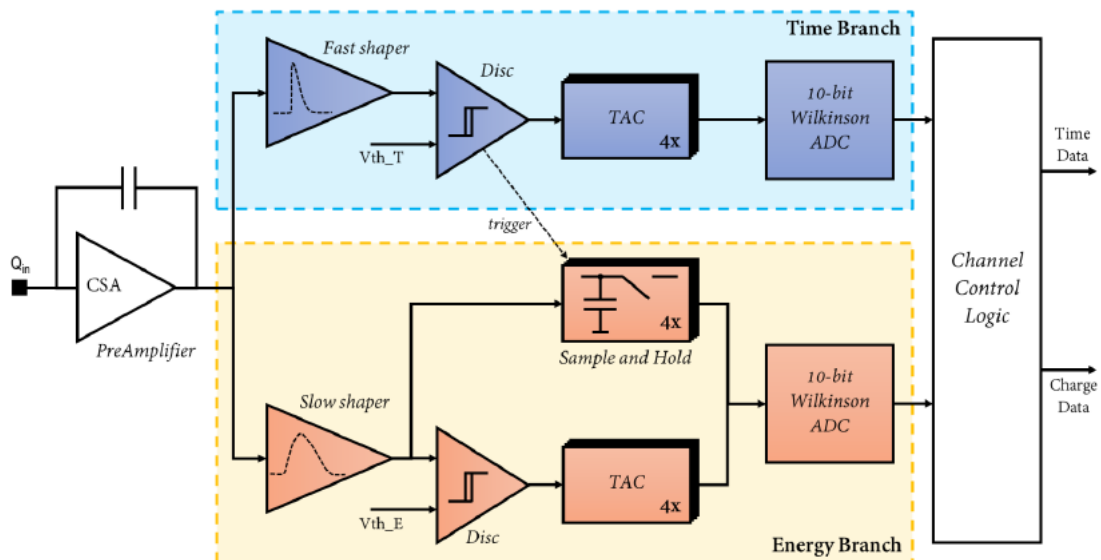 Time Branch
Fast shaper
Disc
Vth_T
TAC
4x
10-bit
Wilkinson
ADC
Time
Data
trigger
Q_in
CSA
PreAmplifier
Channel
Control
Logic
4x
Sample and Hold
Slow shaper
10-bit
Wilkinson
ADC
Charge
Data
Vth_E
Disc
TAC
4x
Energy Branch